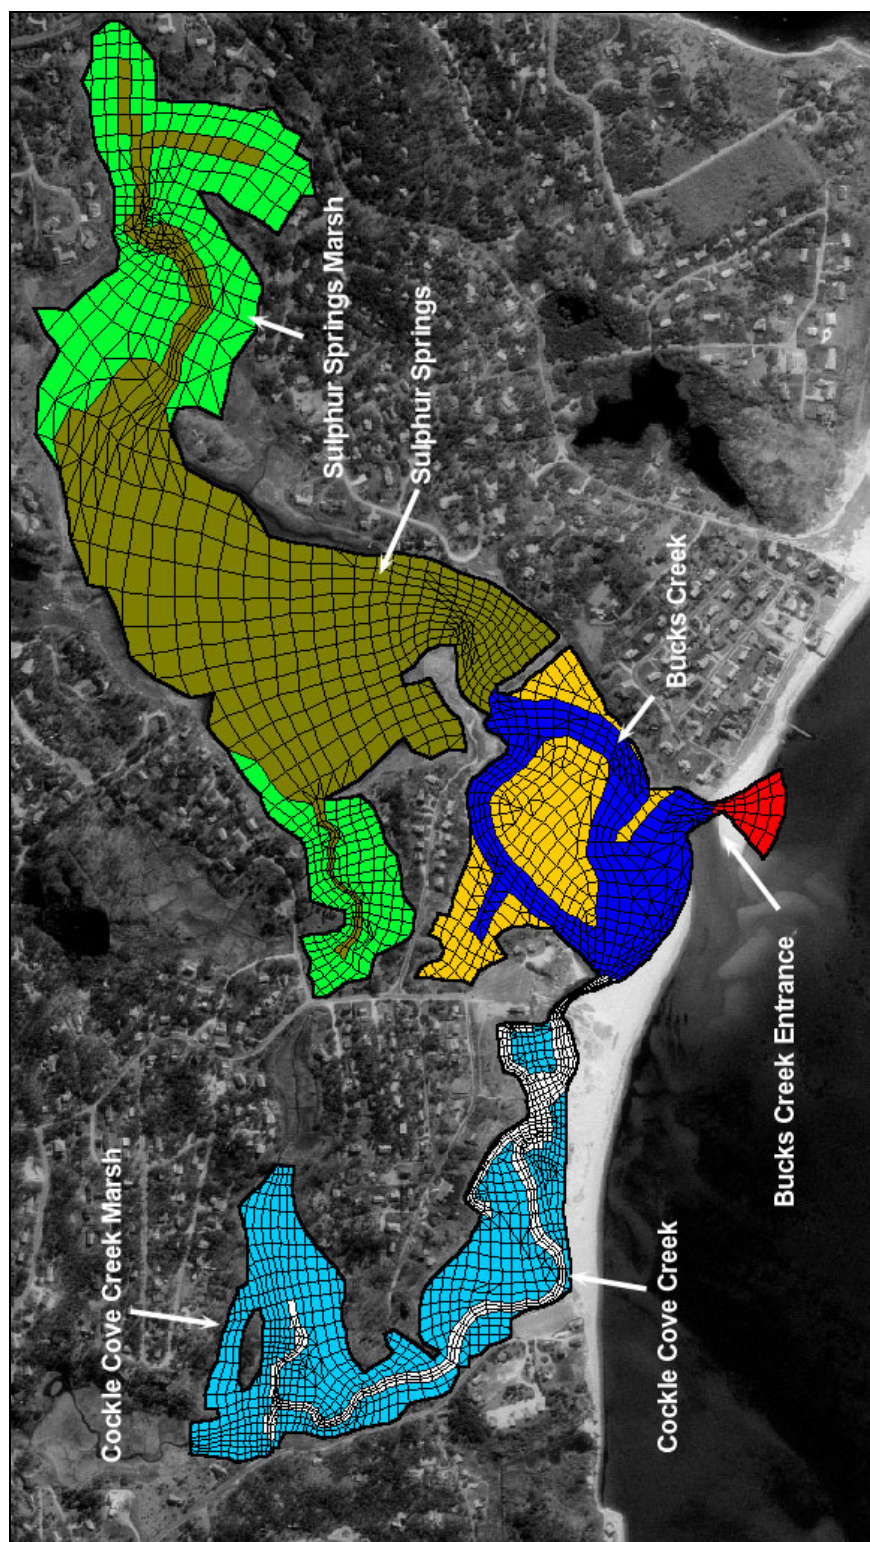 Sulphur Springs Marsh
Sulphur Springs
Bucks Creek
Bucks Creek Entrance
Cockle Cove Creek Marsh
Cockle Cove Creek